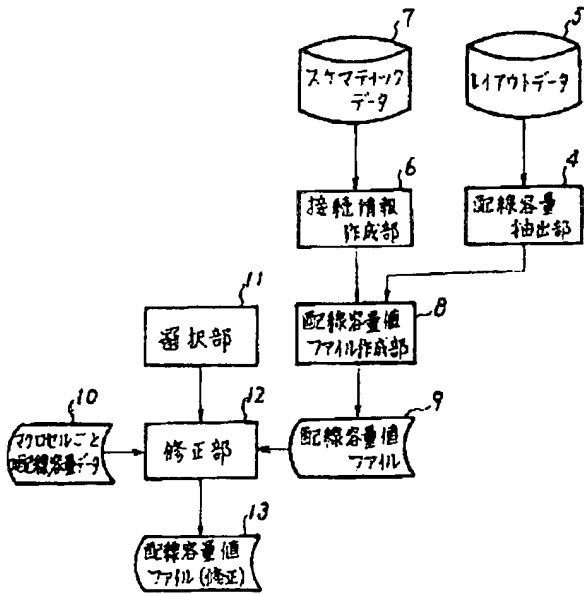 7
スケマティック
データ
5
レイアウトデータ
6
接続情報
作成部
4
配線容量
抽出部
11
選択部
8
配線容量値
ファイル作成部
10
マクロセルごと
の配線容量データ
12
修正部
9
配線容量値
ファイル
13
配線容量値
ファイル(修正)